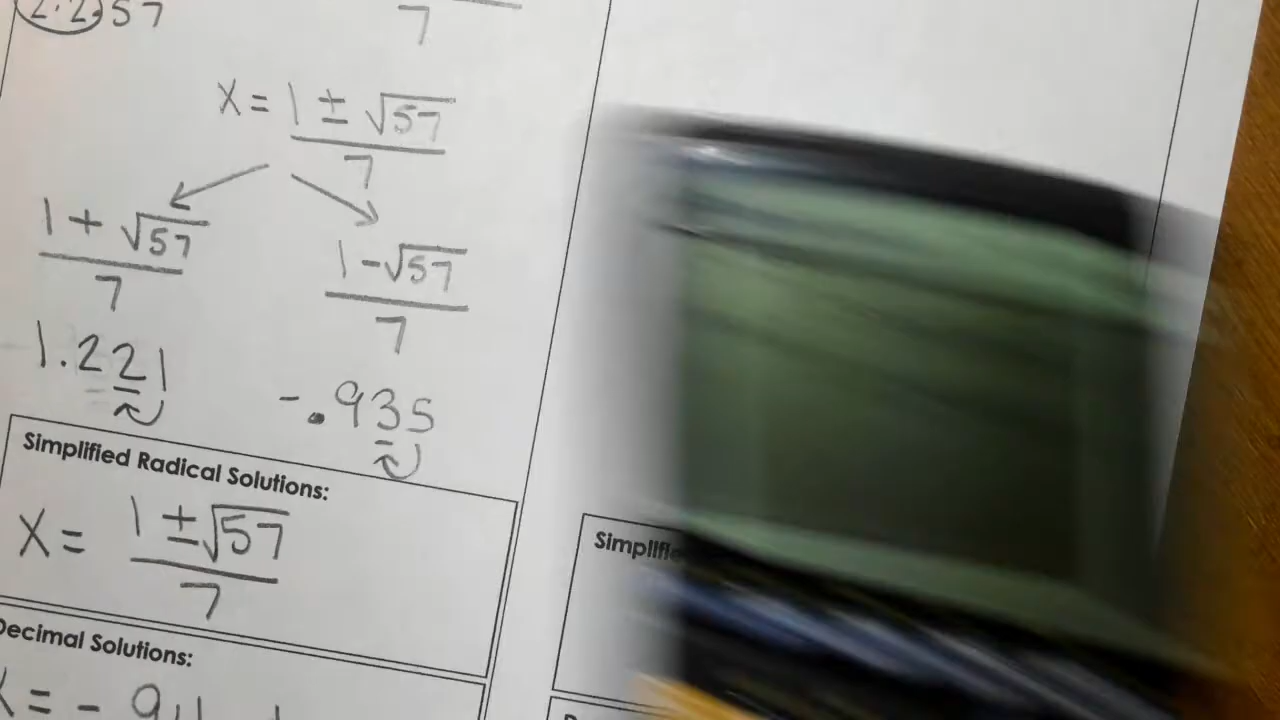 2·2·57
7
X = 1 ± √57
7
1 + √57
7
1 - √57
7
1.221
-.935
Simplified Radical Solutions:
X = 1 ± √57
7
Decimal Solutions:
X = -